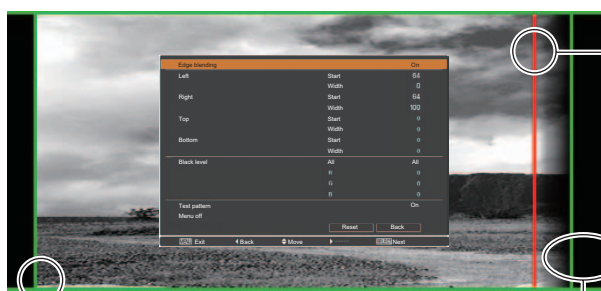 Edge blending On
Left Start 64
Width 0
Right Start 64
Width 100
Top Start 0
Width 0
Bottom Start 0
Width 0
Black level All All
R 0
G 0
B 0
Test pattern On
Menu off
Reset Back
MENU Exit Back Move ----- SELECT Next